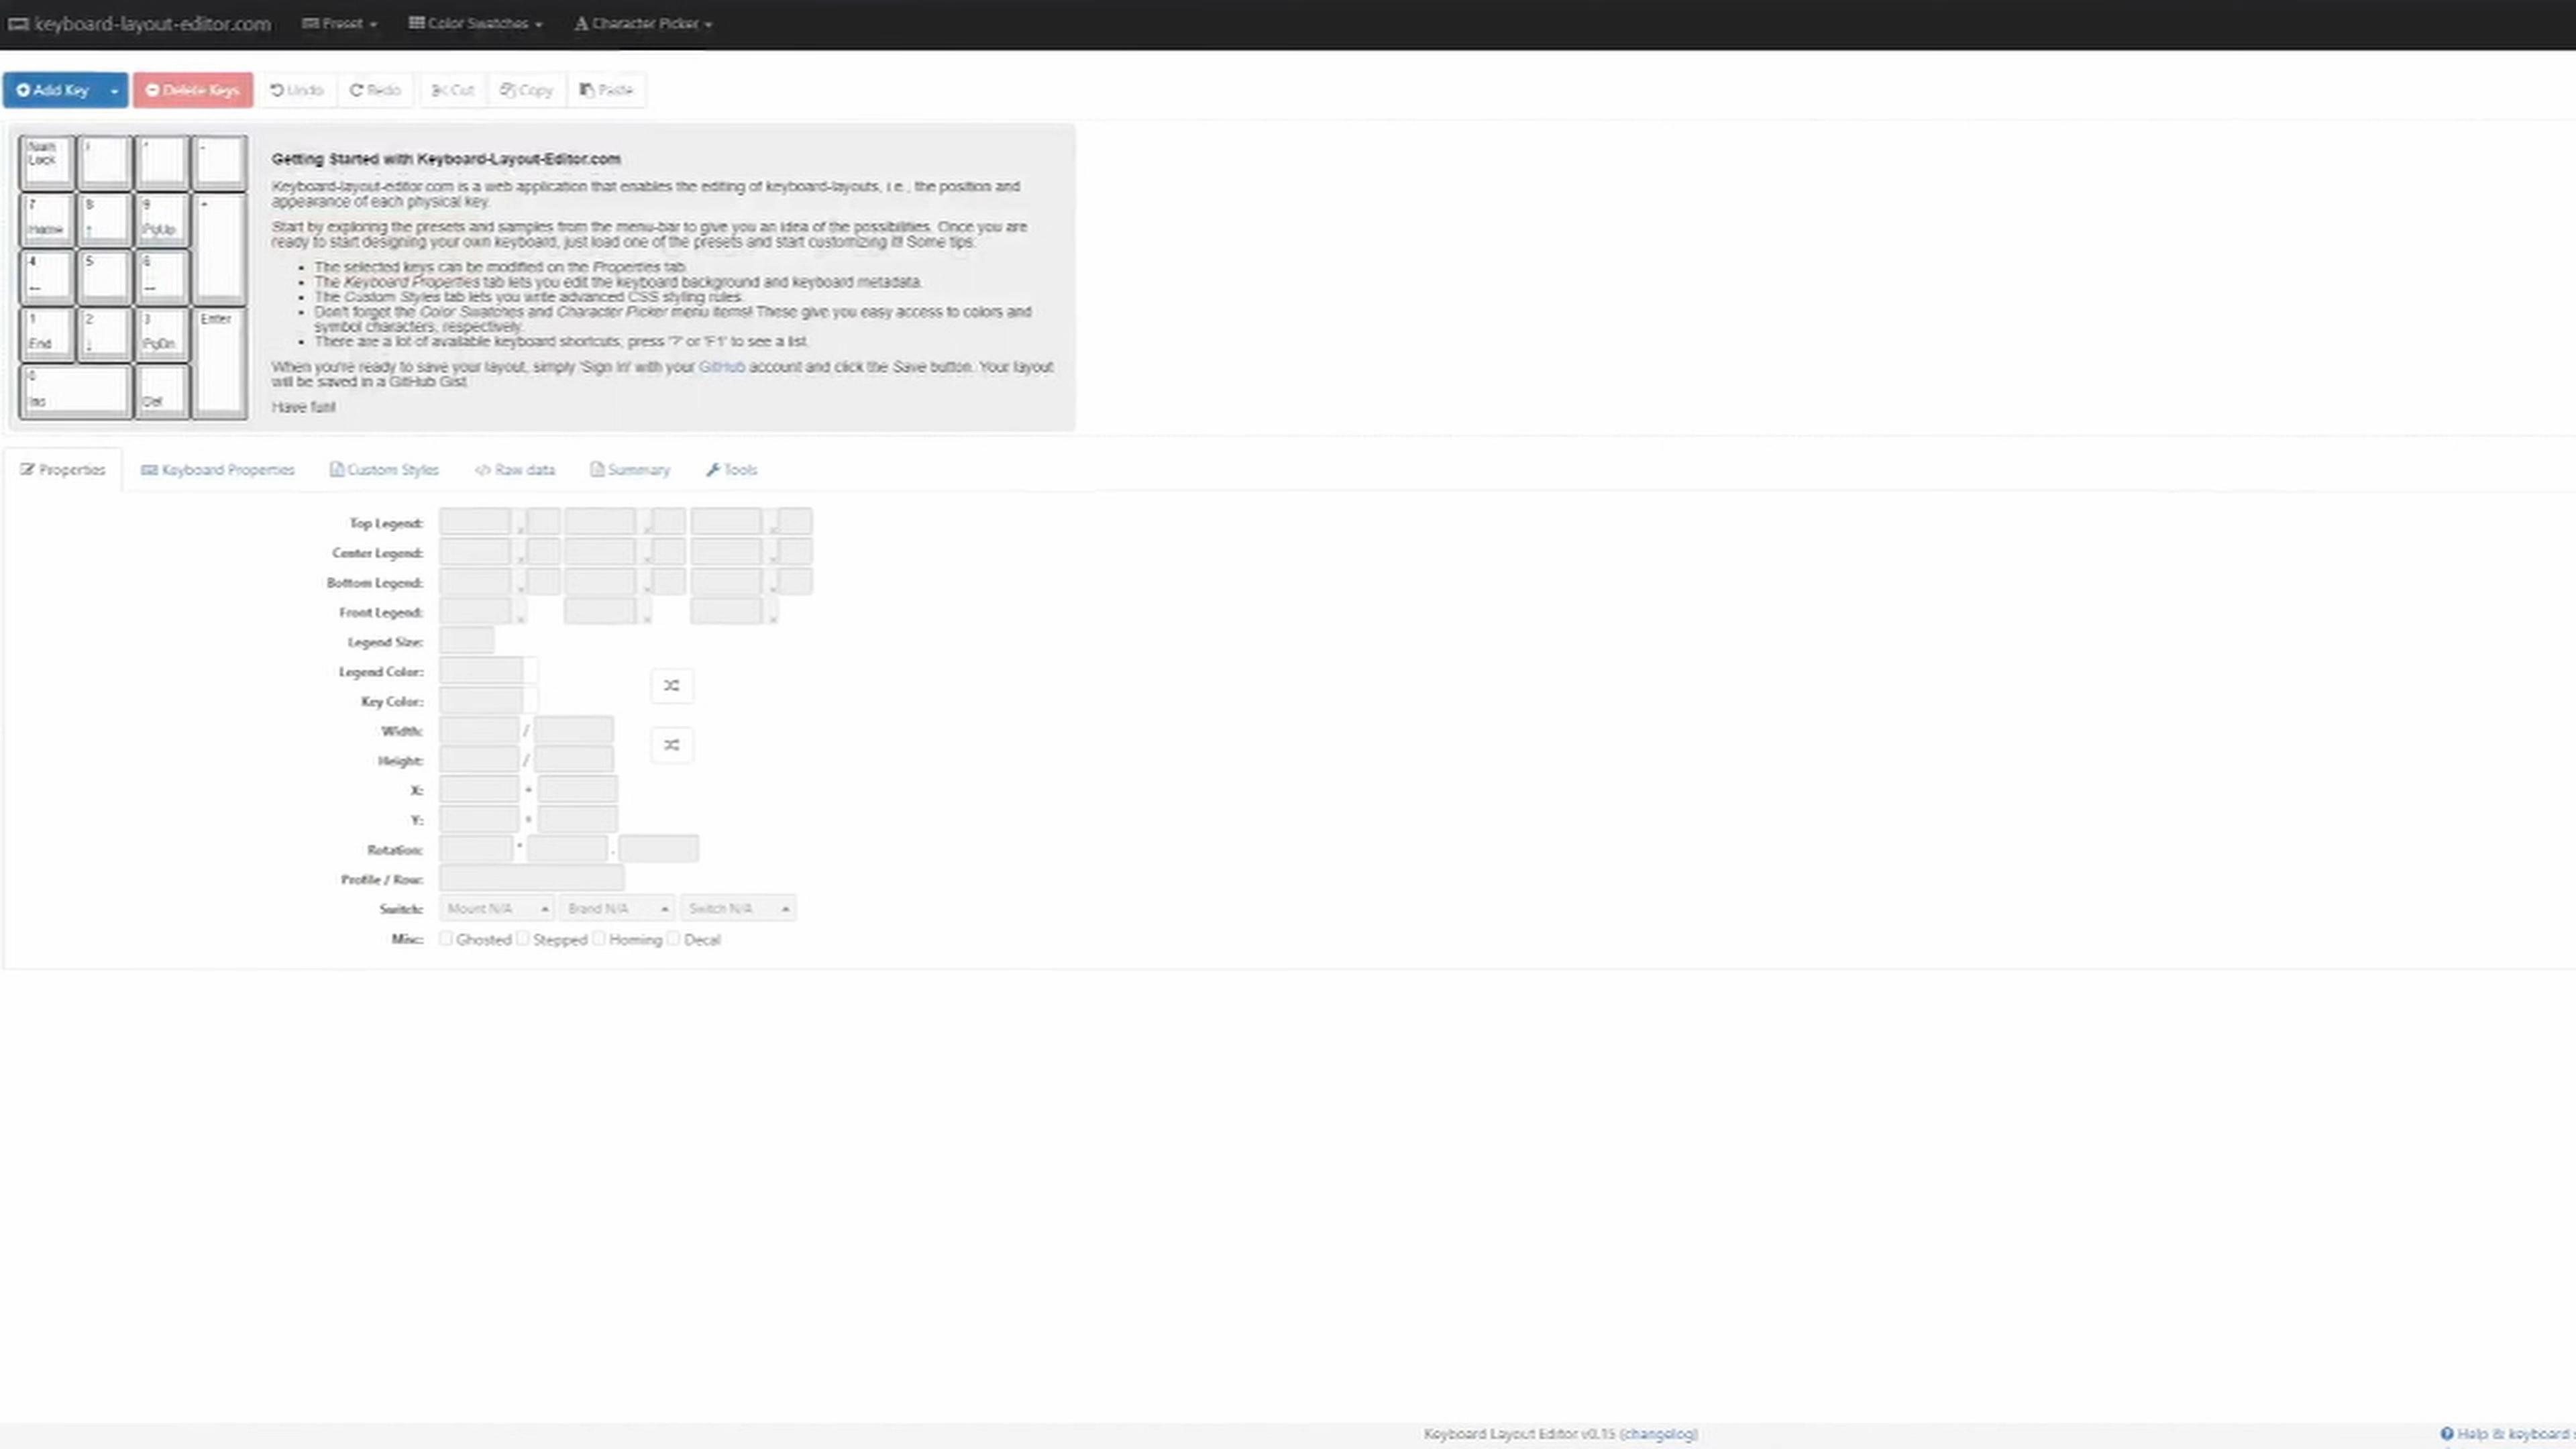 keyboard-layout-editor.com Preset Color Swatches Character Picker
Add Key Delete Keys Undo Redo Cut Copy Paste
Num Lock / * -
7 Home 8 ↑ 9 PgUp +
4 ← 5 6 →
1 End 2 ↓ 3 PgDn Enter
0 Ins . Del
Getting Started with Keyboard-Layout-Editor.com
Keyboard-layout-editor.com is a web application that enables the editing of keyboard-layouts, i.e., the position and
appearance of each physical key.
Start by exploring the presets and samples from the menu-bar to give you an idea of the possibilities. Once you are
ready to start designing your own keyboard, just load one of the presets and start customizing it! Some tips:
• The selected keys can be modified on the Properties tab.
• The Keyboard Properties tab lets you edit the keyboard background and keyboard metadata.
• The Custom Styles tab lets you write advanced CSS styling rules.
• Don't forget the Color Swatches and Character Picker menu items! These give you easy access to colors and
symbol characters, respectively.
• There are a lot of available keyboard shortcuts, press '?' or 'F1' to see a list.
When you're ready to save your layout, simply 'Sign In' with your GitHub account and click the Save button. Your layout
will be saved in a GitHub Gist.
Have fun!
Properties Keyboard Properties Custom Styles Raw data Summary Tools
Top Legend:
Center Legend:
Bottom Legend:
Front Legend:
Legend Size:
Legend Color:
Key Color:
Width: /
Height: /
X: +
Y: +
Rotation: ° ,
Profile / Row:
Switch: Mount N/A Brand N/A Switch N/A
Misc: Ghosted Stepped Homing Decal
Keyboard Layout Editor v0.15 (changelog)
Help & keyboard